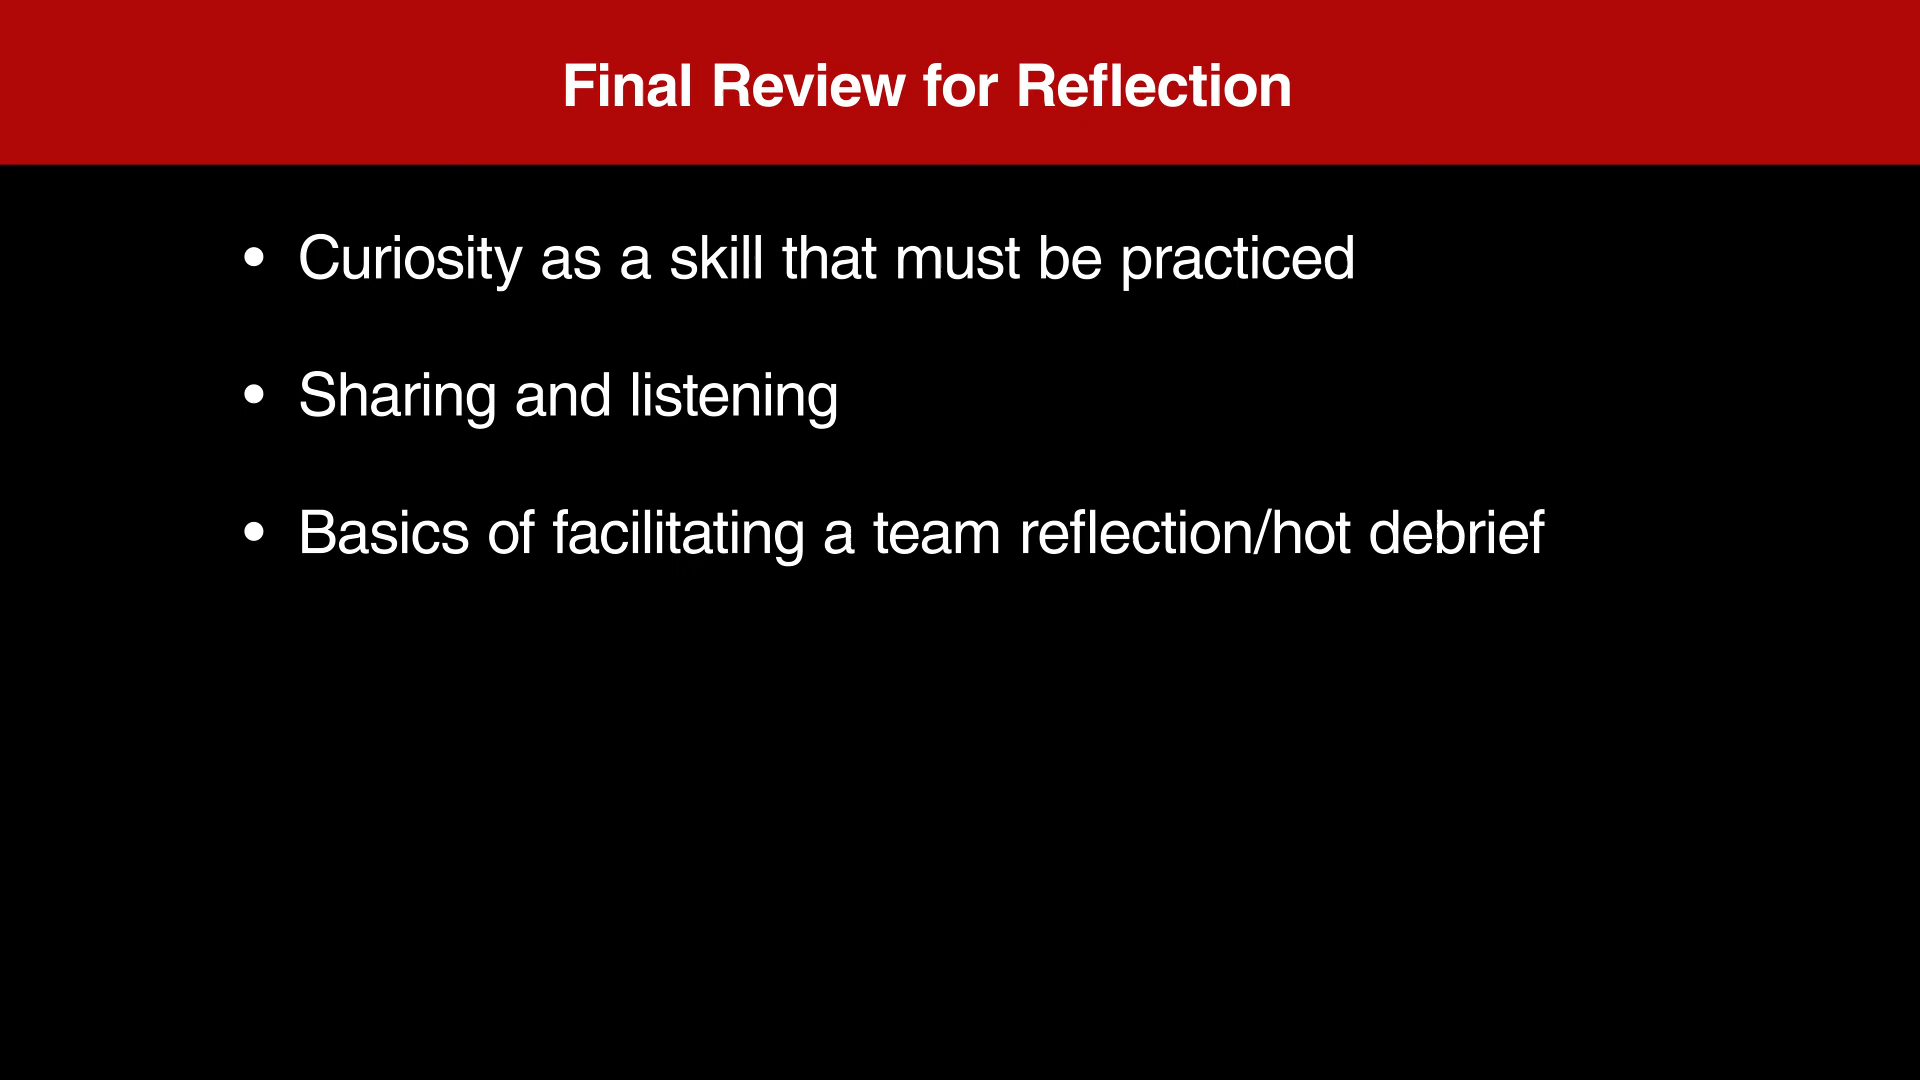 Final Review for Reflection
• Curiosity as a skill that must be practiced
• Sharing and listening
• Basics of facilitating a team reflection/hot debrief